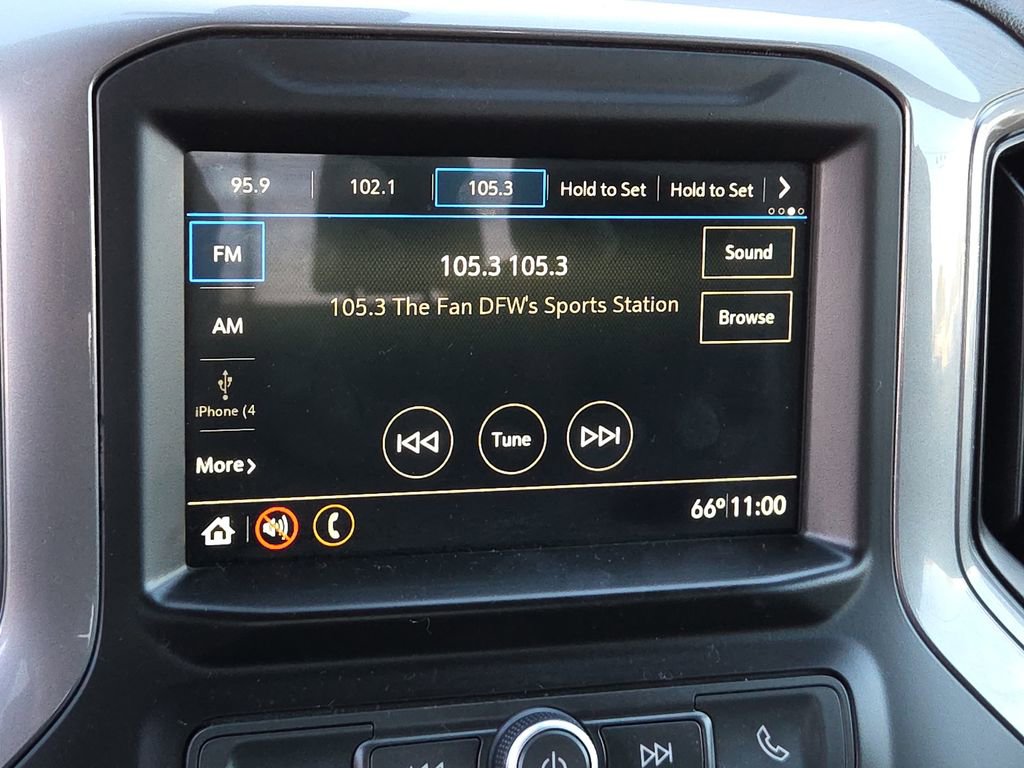 95.9 102.1 105.3 Hold to Set Hold to Set
FM
105.3 105.3
Sound
105.3 The Fan DFW's Sports Station
AM
Browse
iPhone (4
Tune
More
66° 11:00